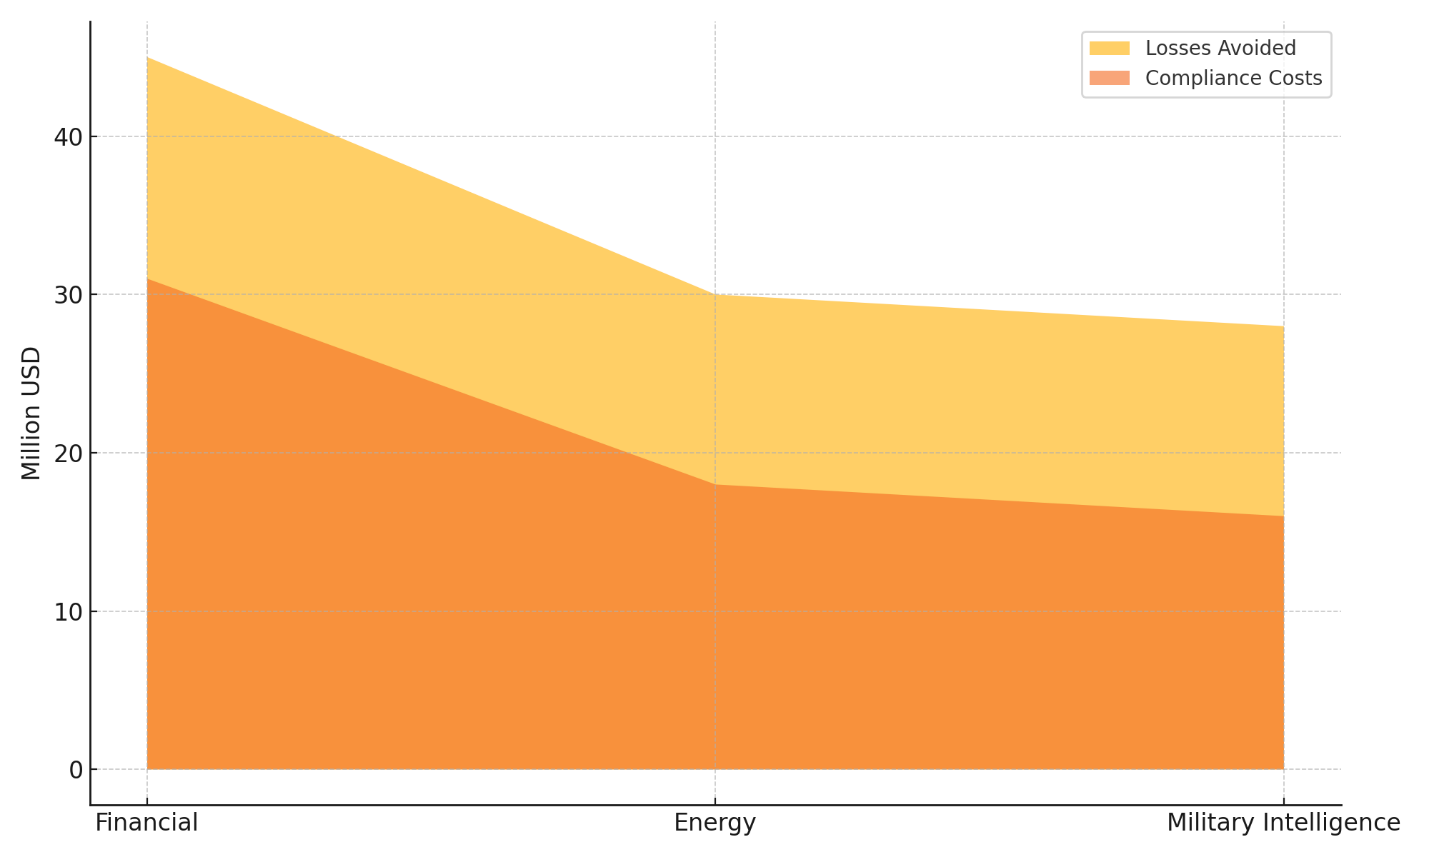 Losses Avoided
Compliance Costs
Million USD
40
30
20
10
0
Financial
Energy
Military Intelligence